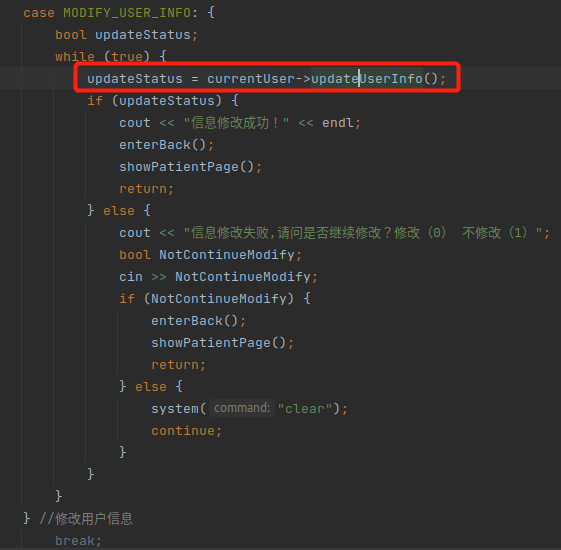 case MODIFY_USER_INFO: {
bool updateStatus;
while (true) {
updateStatus = currentUser->updateUserInfo();
if (updateStatus) {
cout << "信息修改成功！" << endl;
enterBack();
showPatientPage();
return;
} else {
cout << "信息修改失败,请问是否继续修改？修改（0） 不修改（1）";
bool NotContinueModify;
cin >> NotContinueModify;
if (NotContinueModify) {
enterBack();
showPatientPage();
return;
} else {
system( command: "clear");
continue;
}
}
}
} //修改用户信息
break;